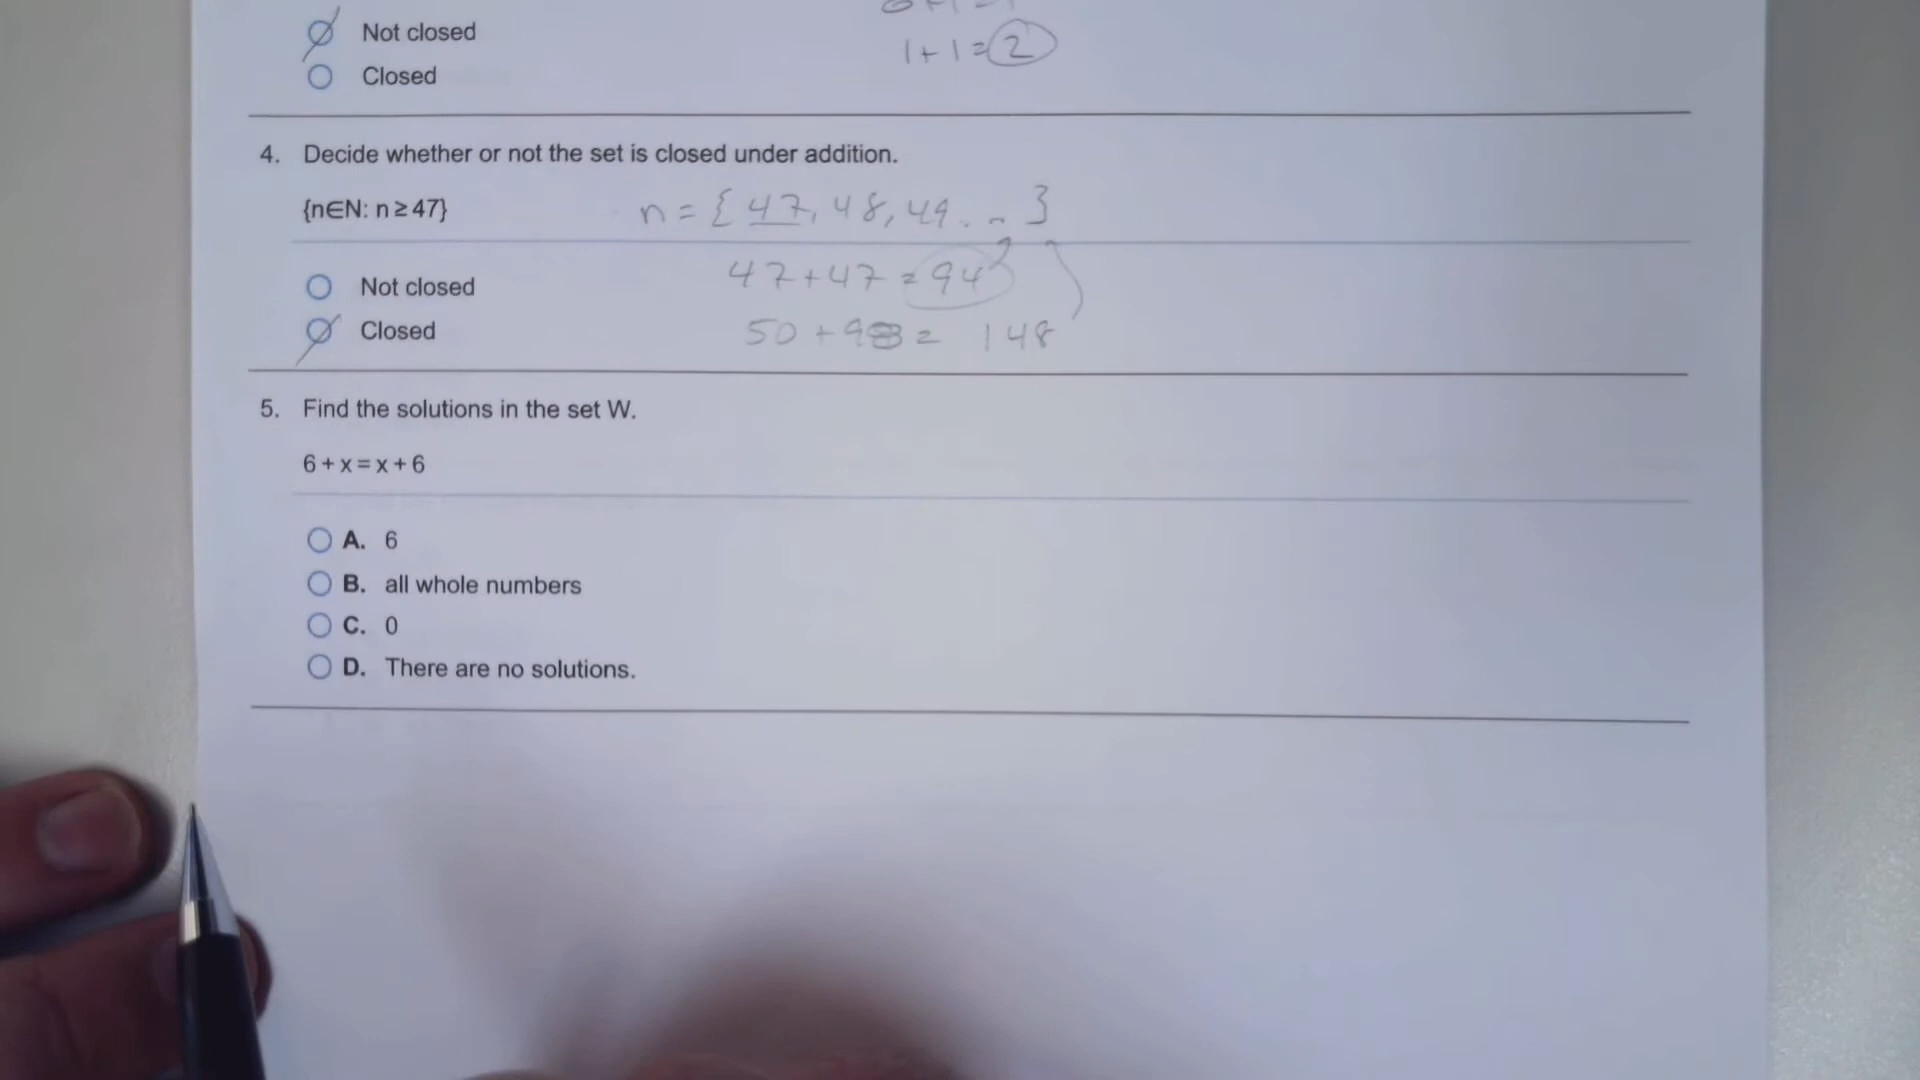 Not closed
1+1=2
Closed
4. Decide whether or not the set is closed under addition.
{n∈N: n≥47}
n = {47, 48, 49...}
47+47=94
Not closed
Closed
50+98= 148
5. Find the solutions in the set W.
6+x=x+6
A. 6
B. all whole numbers
C. 0
D. There are no solutions.